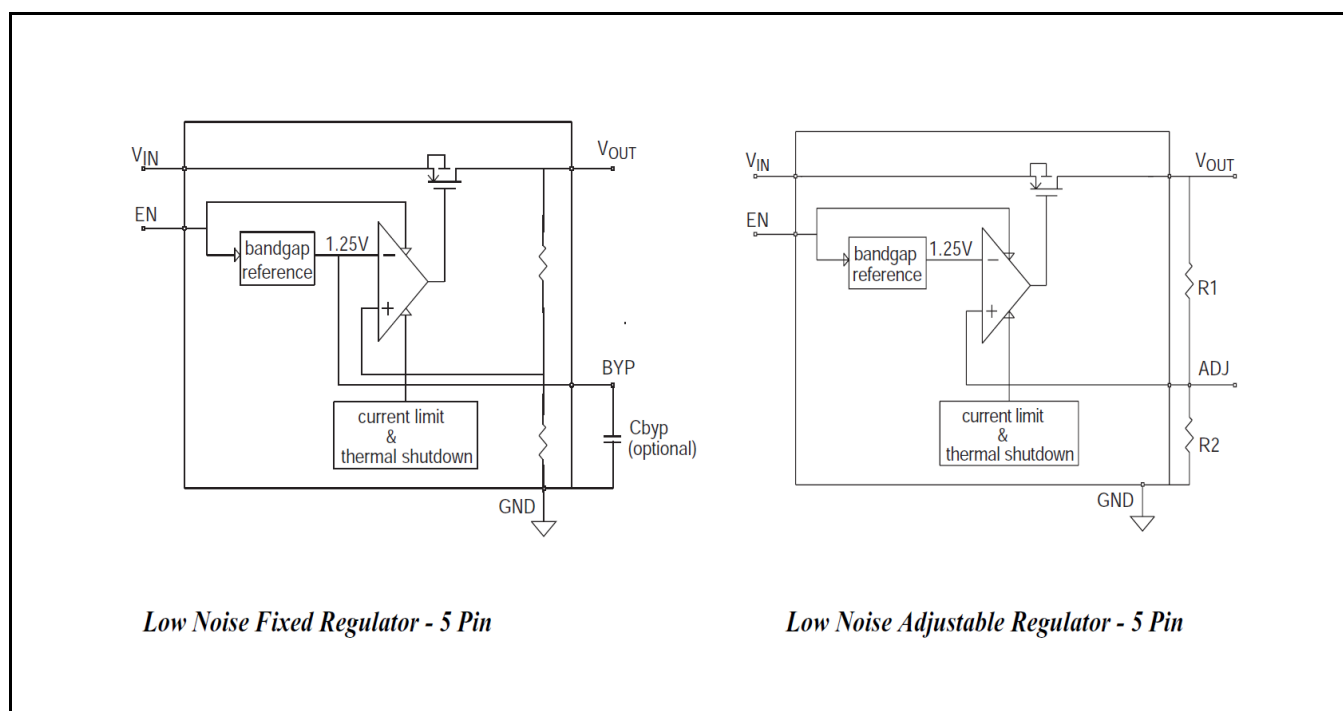 VIN
VOUT
EN
bandgap
reference
1.25V
−
+
BYP
current limit
&
thermal shutdown
Cbyp
(optional)
GND
Low Noise Fixed Regulator - 5 Pin
VIN
VOUT
EN
bandgap
reference
1.25V
−
+
R1
ADJ
current limit
&
thermal shutdown
R2
GND
Low Noise Adjustable Regulator - 5 Pin